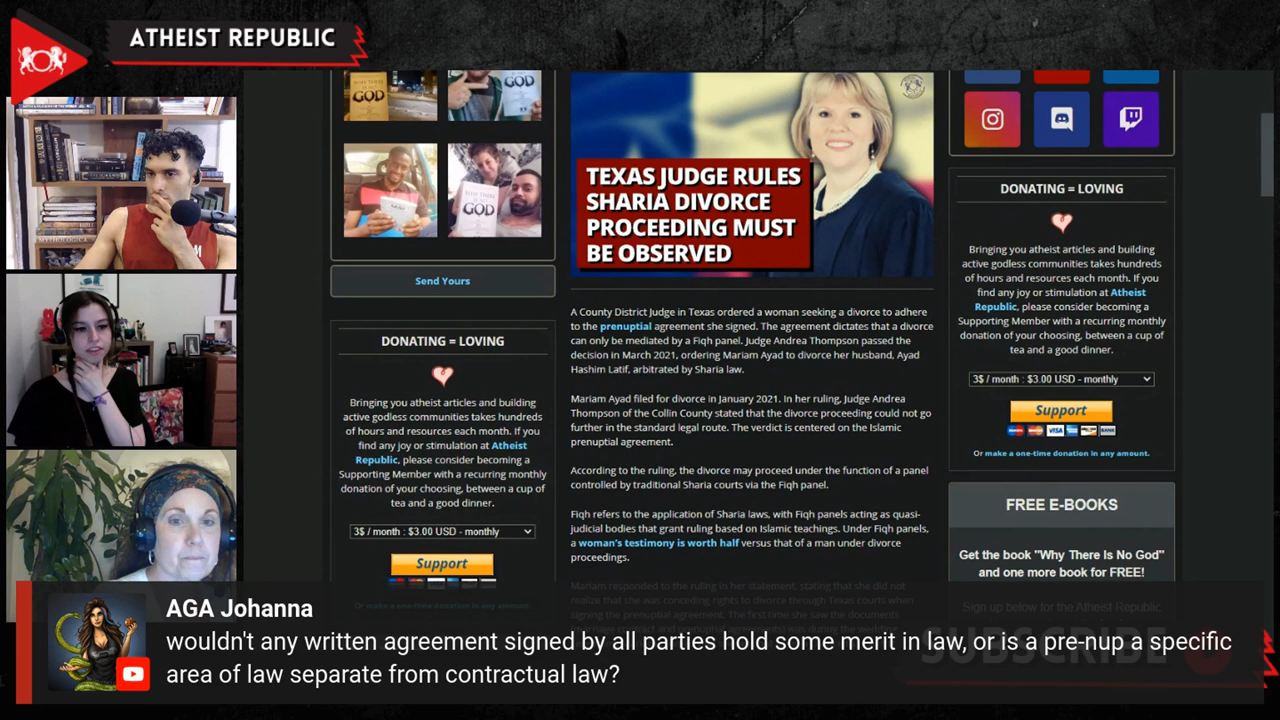 ATHEIST REPUBLIC
GOD
GOD
GOD
Send Yours
DONATING = LOVING
Bringing you atheist articles and building
active godless communities takes hundreds
of hours and resources each month. If you
find any joy or stimulation at Atheist
Republic, please consider becoming a
Supporting Member with a recurring monthly
donation of your choosing, between a cup of
tea and a good dinner.
3$ / month : $3.00 USD - monthly
Support
Or make a one-time donation in any amount.
TEXAS JUDGE RULES
SHARIA DIVORCE
PROCEEDING MUST
BE OBSERVED
A County District Judge in Texas ordered a woman seeking a divorce to adhere
to the prenuptial agreement she signed. The agreement dictates that a divorce
can only be mediated by a Fiqh panel. Judge Andrea Thompson passed the
decision in March 2021, ordering Mariam Ayad to divorce her husband, Ayad
Hashim Latif, arbitrated by Sharia law.
Mariam Ayad filed for divorce in January 2021. In her ruling, Judge Andrea
Thompson of the Collin County stated that the divorce proceeding could not go
further in the standard legal route. The verdict is centered on the Islamic
prenuptial agreement.
According to the ruling, the divorce may proceed under the function of a panel
controlled by traditional Sharia courts via the Fiqh panel.
Fiqh refers to the application of Sharia laws, with Fiqh panels acting as quasi-
judicial bodies that grant ruling based on Islamic teachings. Under Fiqh panels,
a woman's testimony is worth half versus that of a man under divorce
proceedings.
Mariam responded to the ruling in her statement, stating that she did not
realize that she was conceding rights to divorce through Texas courts when
DONATING = LOVING
Bringing you atheist articles and building
active godless communities takes hundreds
of hours and resources each month. If you
find any joy or stimulation at Atheist
Republic, please consider becoming a
Supporting Member with a recurring monthly
donation of your choosing, between a cup of
tea and a good dinner.
3$ / month : $3.00 USD - monthly
Support
VISA
BANK
Or make a one-time donation in any amount.
FREE E-BOOKS
Get the book "Why There Is No God"
and one more book for FREE!
Sign up below for the Atheist Republic
SUBSCRIBE
AGA Johanna
wouldn't any written agreement signed by all parties hold some merit in law, or is a pre-nup a specific
area of law separate from contractual law?